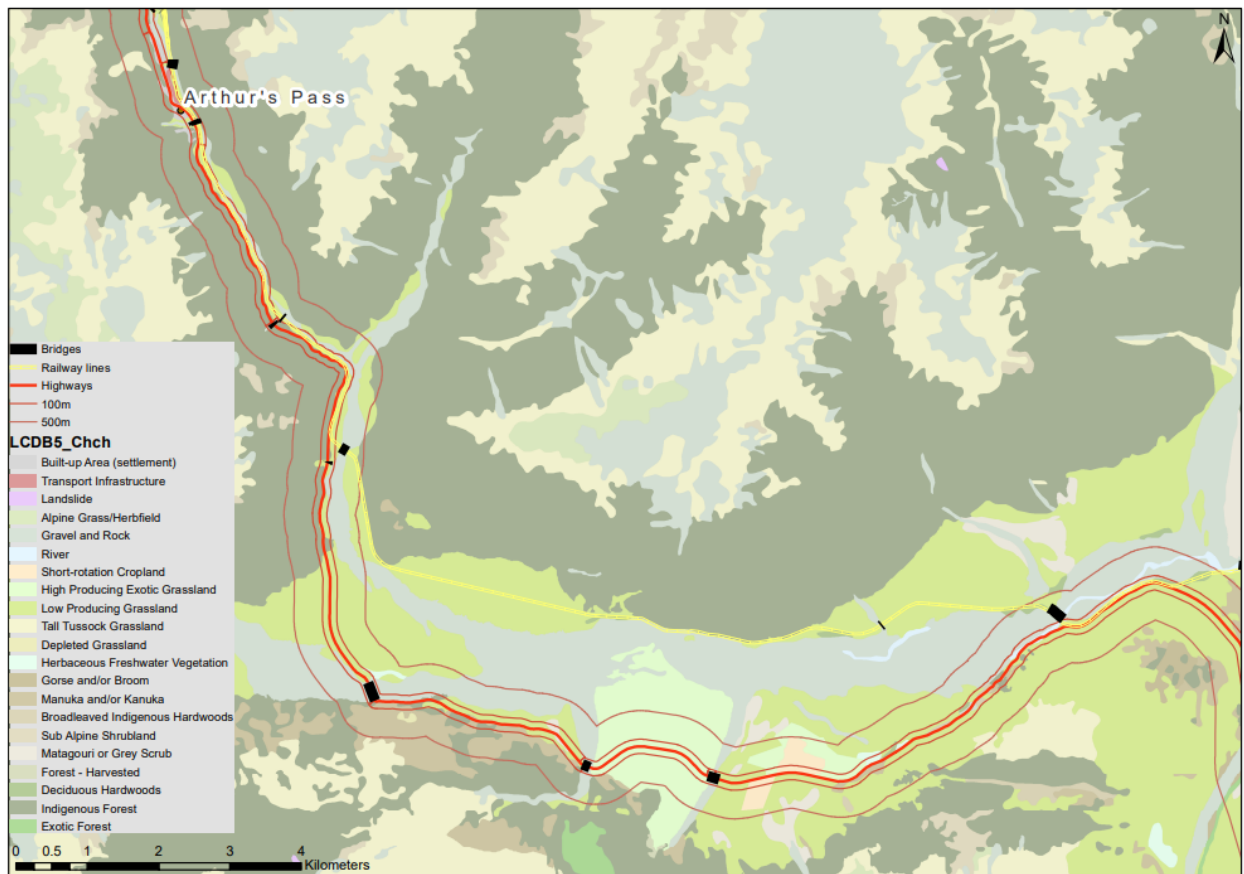 N
Arthur's Pass
Bridges
Railway lines
Highways
100m
500m
LCDB5_Chch
Built-up Area (settlement)
Transport Infrastructure
Landslide
Alpine Grass/Herbfield
Gravel and Rock
River
Short-rotation Cropland
High Producing Exotic Grassland
Low Producing Grassland
Tall Tussock Grassland
Depleted Grassland
Herbaceous Freshwater Vegetation
Gorse and/or Broom
Manuka and/or Kanuka
Broadleaved Indigenous Hardwoods
Sub Alpine Shrubland
Matagouri or Grey Scrub
Forest - Harvested
Deciduous Hardwoods
Indigenous Forest
Exotic Forest
0 0.5 1 2 3 4
Kilometers